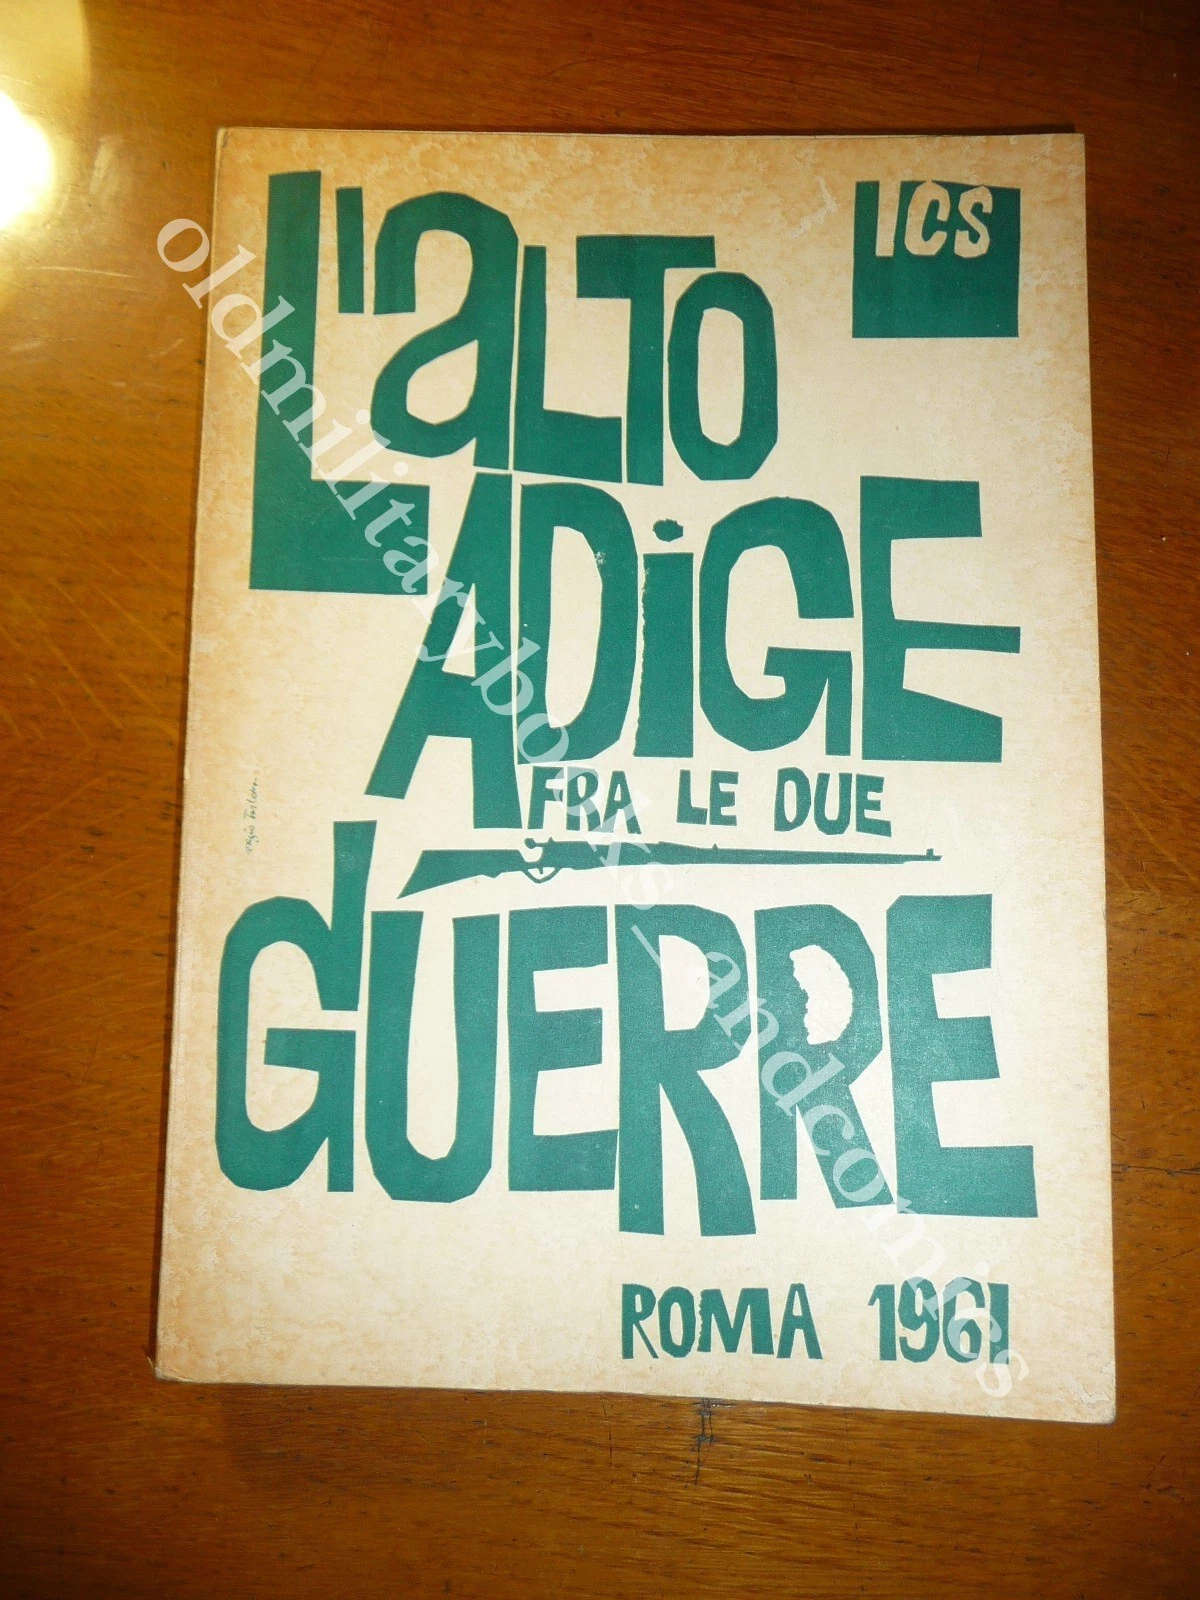 L'aLTO
ICS
ADiGE
FRA LE DUE
GUERRE
ROMA 1961
oldmilitarybooks_andcomics